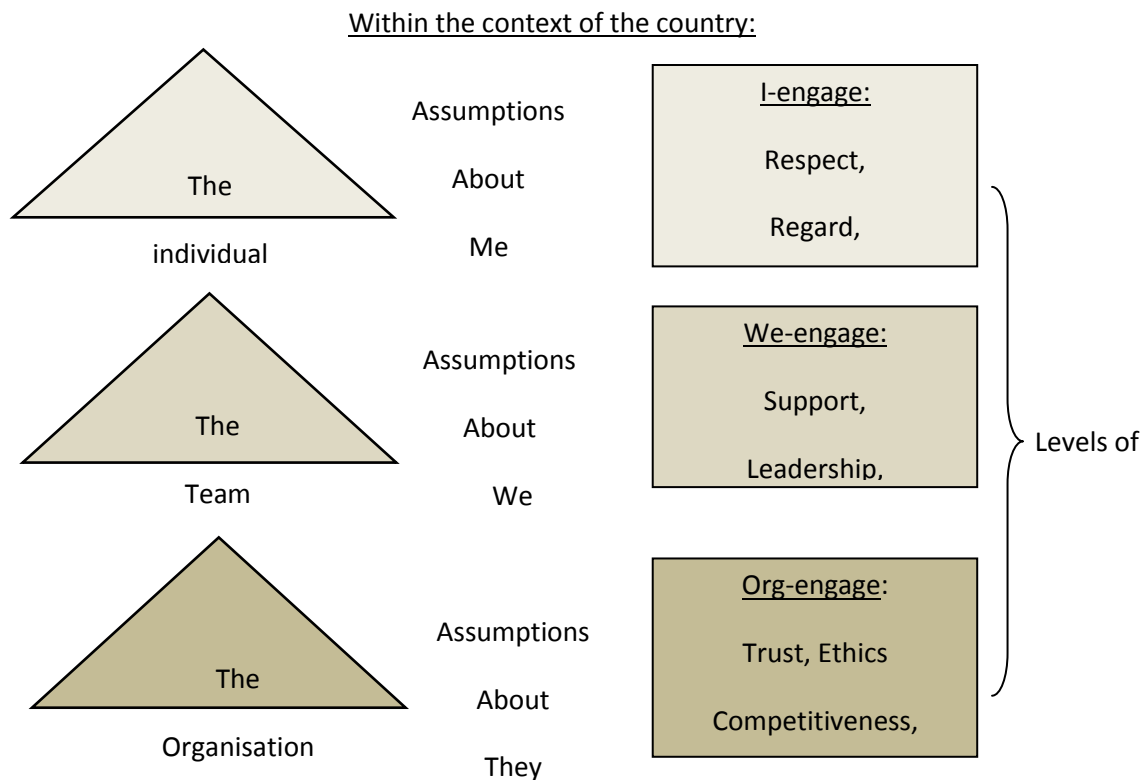 Within the context of the country:
The
individual
Assumptions
About
Me
I-engage:
Respect,
Regard,
The
Team
Assumptions
About
We
We-engage:
Support,
Leadership,
The
Organisation
Assumptions
About
They
Org-engage:
Trust, Ethics
Competitiveness,
Levels of